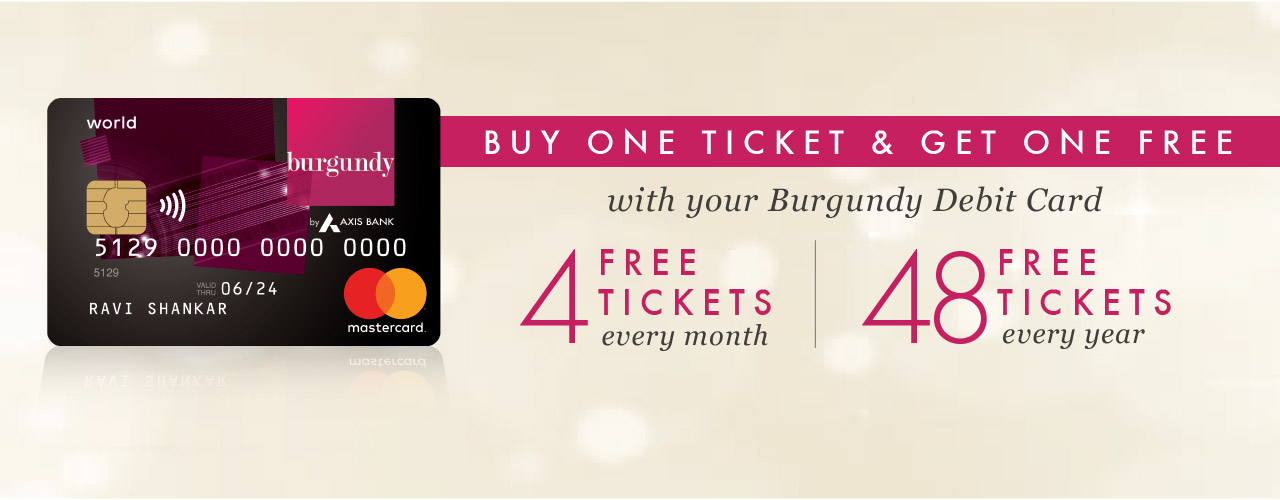 world
burgundy
by AXIS BANK
5129 0000 0000 0000
5129
VALID THRU 06/24
RAVI SHANKAR
mastercard.
BUY ONE TICKET & GET ONE FREE
with your Burgundy Debit Card
4 FREE TICKETS every month
48 FREE TICKETS every year